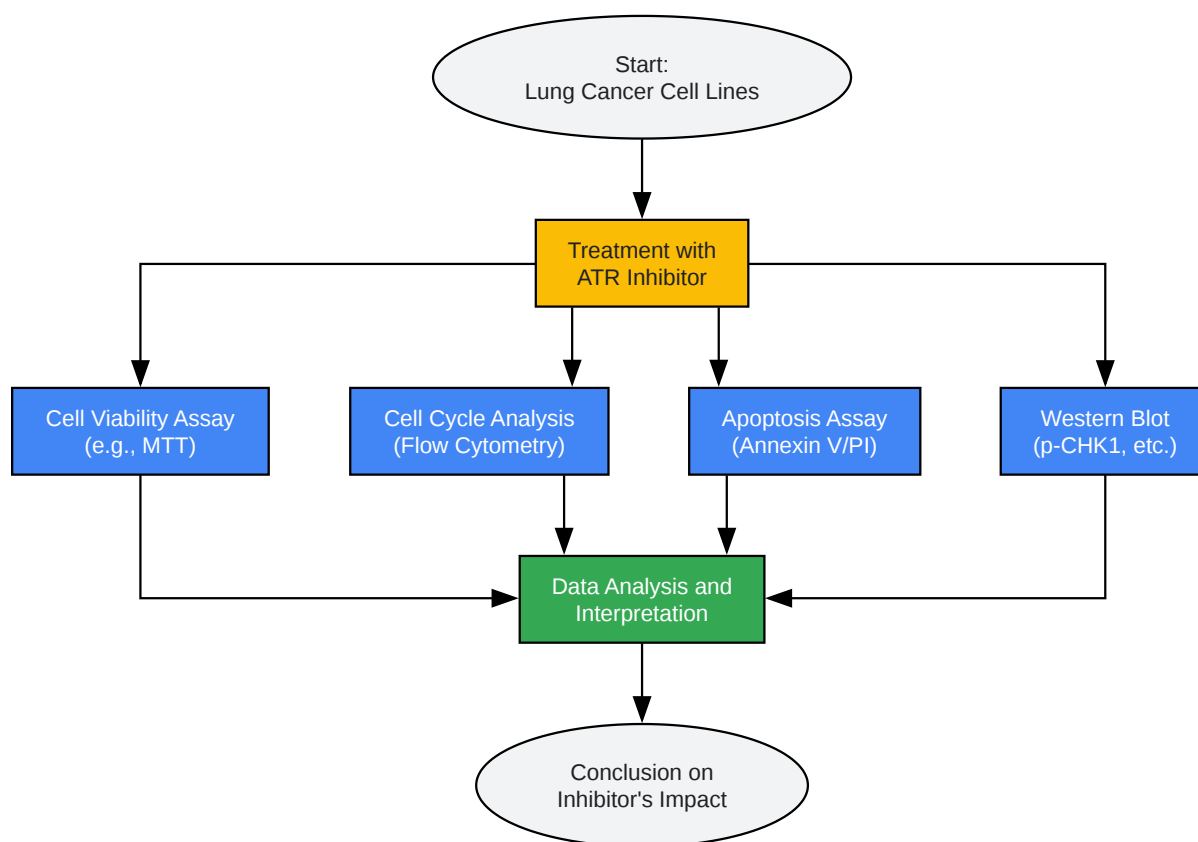 Start:
Lung Cancer Cell Lines
Treatment with
ATR Inhibitor
Cell Viability Assay
(e.g., MTT)
Cell Cycle Analysis
(Flow Cytometry)
Apoptosis Assay
(Annexin V/PI)
Western Blot
(p-CHK1, etc.)
Data Analysis and
Interpretation
Conclusion on
Inhibitor's Impact